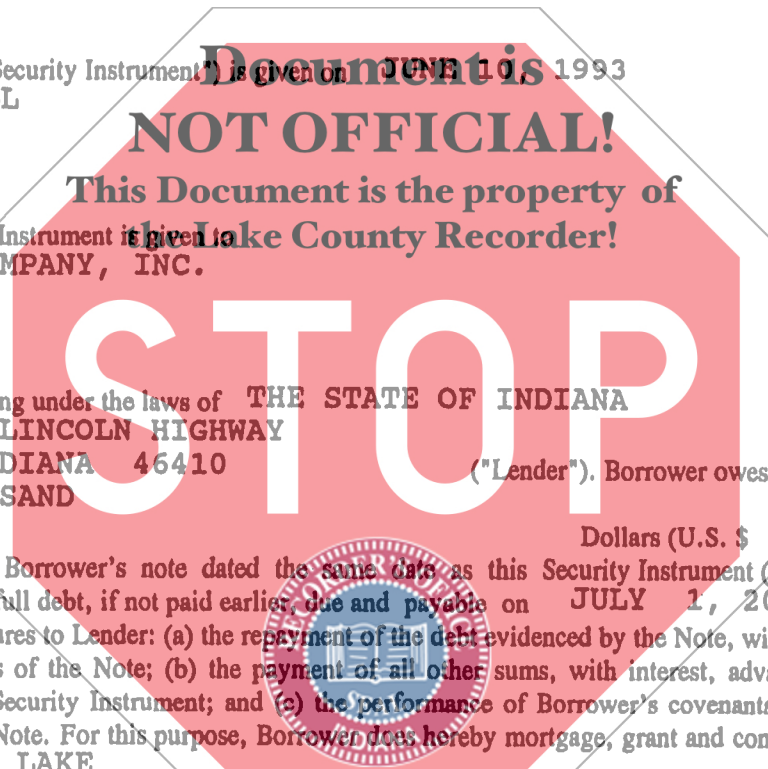 Document is
Security Instrument") is given on JUNE 10, 1993
L
NOT OFFICIAL!
This Document is the property of
the Lake County Recorder!
Instrument is given to
MPANY, INC.
STOP
ng under the laws of THE STATE OF INDIANA
LINCOLN HIGHWAY
DIANA 46410 ("Lender"). Borrower owes
SAND
Dollars (U.S. $
Borrower's note dated the same date as this Security Instrument (
full debt, if not paid earlier, due and payable on JULY 1, 20
ures to Lender: (a) the repayment of the debt evidenced by the Note, wi
s of the Note; (b) the payment of all other sums, with interest, adv
Security Instrument; and (c) the performance of Borrower's covenants
Note. For this purpose, Borrower does hereby mortgage, grant and con
LAKE